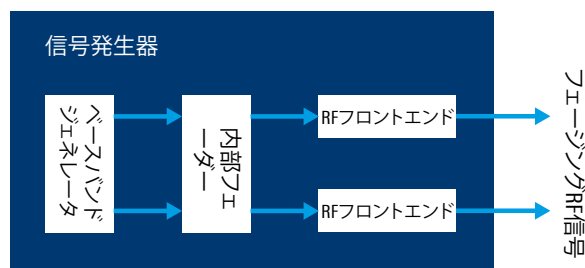 信号発生器
ベースバンド
ジェネレータ
内部フェ
ーダー
RFフロントエンド
RFフロントエンド
フェージングRF信号